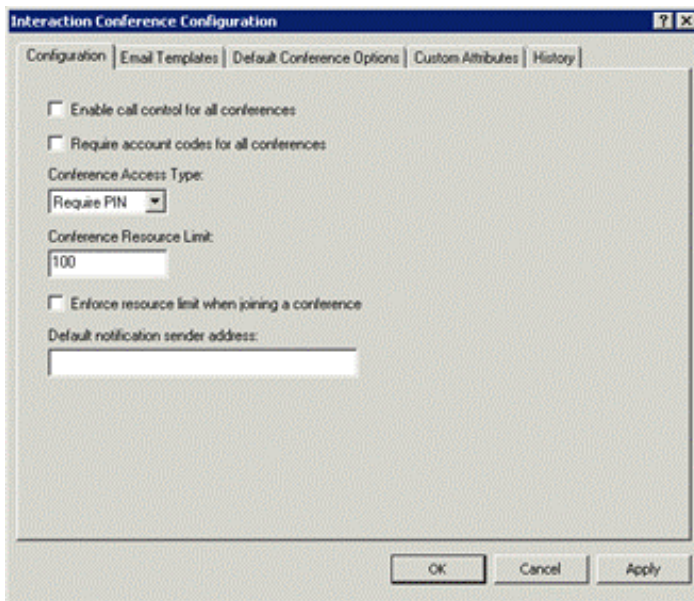 Interaction Conference Configuration
Configuration Email Templates Default Conference Options Custom Attributes History
Enable call control for all conferences
Require account codes for all conferences
Conference Access Type:
Require PIN
Conference Resource Limit:
100
Enforce resource limit when joining a conference
Default notification sender address:
OK Cancel Apply